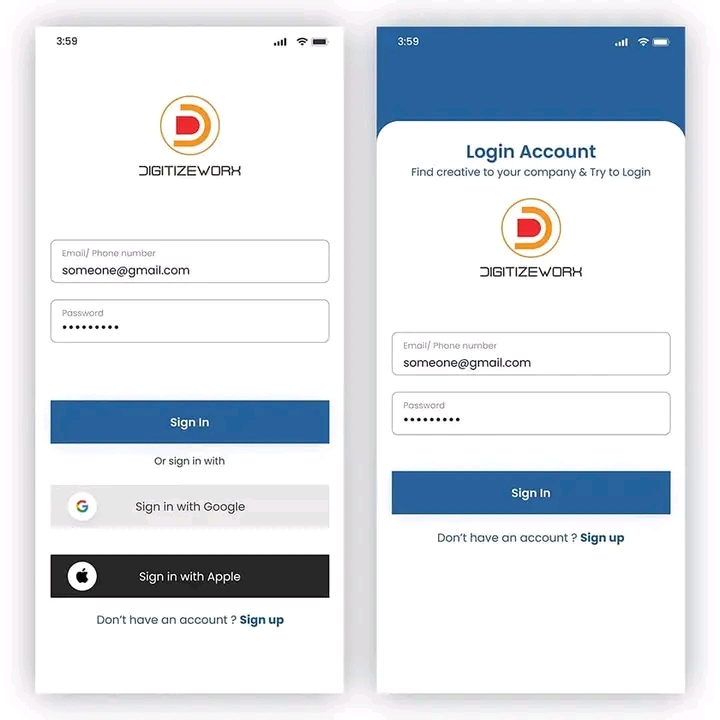 3:59
DIGITIZEWORX
Email/ Phone number
someone@gmail.com
Password
•••••••••
Sign In
Or sign in with
Sign in with Google
Sign in with Apple
Don't have an account ? Sign up
3:59
Login Account
Find creative to your company & Try to Login
DIGITIZEWORX
Email/ Phone number
someone@gmail.com
Password
•••••••••
Sign In
Don't have an account ? Sign up